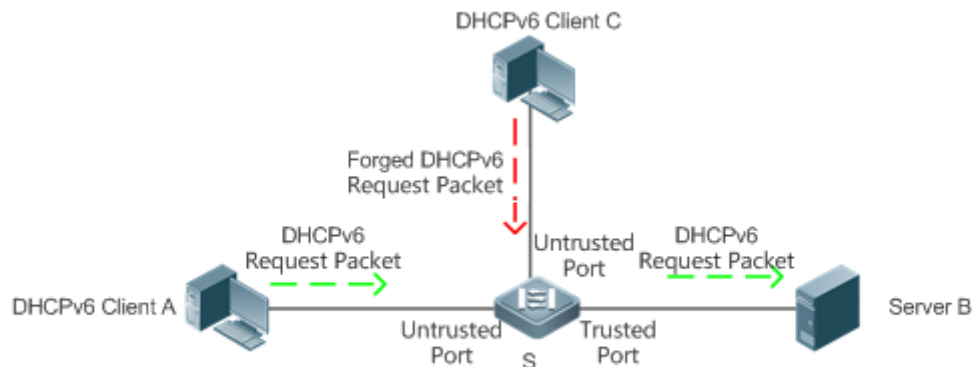 DHCPv6 Client C
Forged DHCPv6
Request Packet
DHCPv6
Request Packet
Untrusted
Port
DHCPv6
Request Packet
DHCPv6 Client A
Untrusted
Port
S
Trusted
Port
Server B